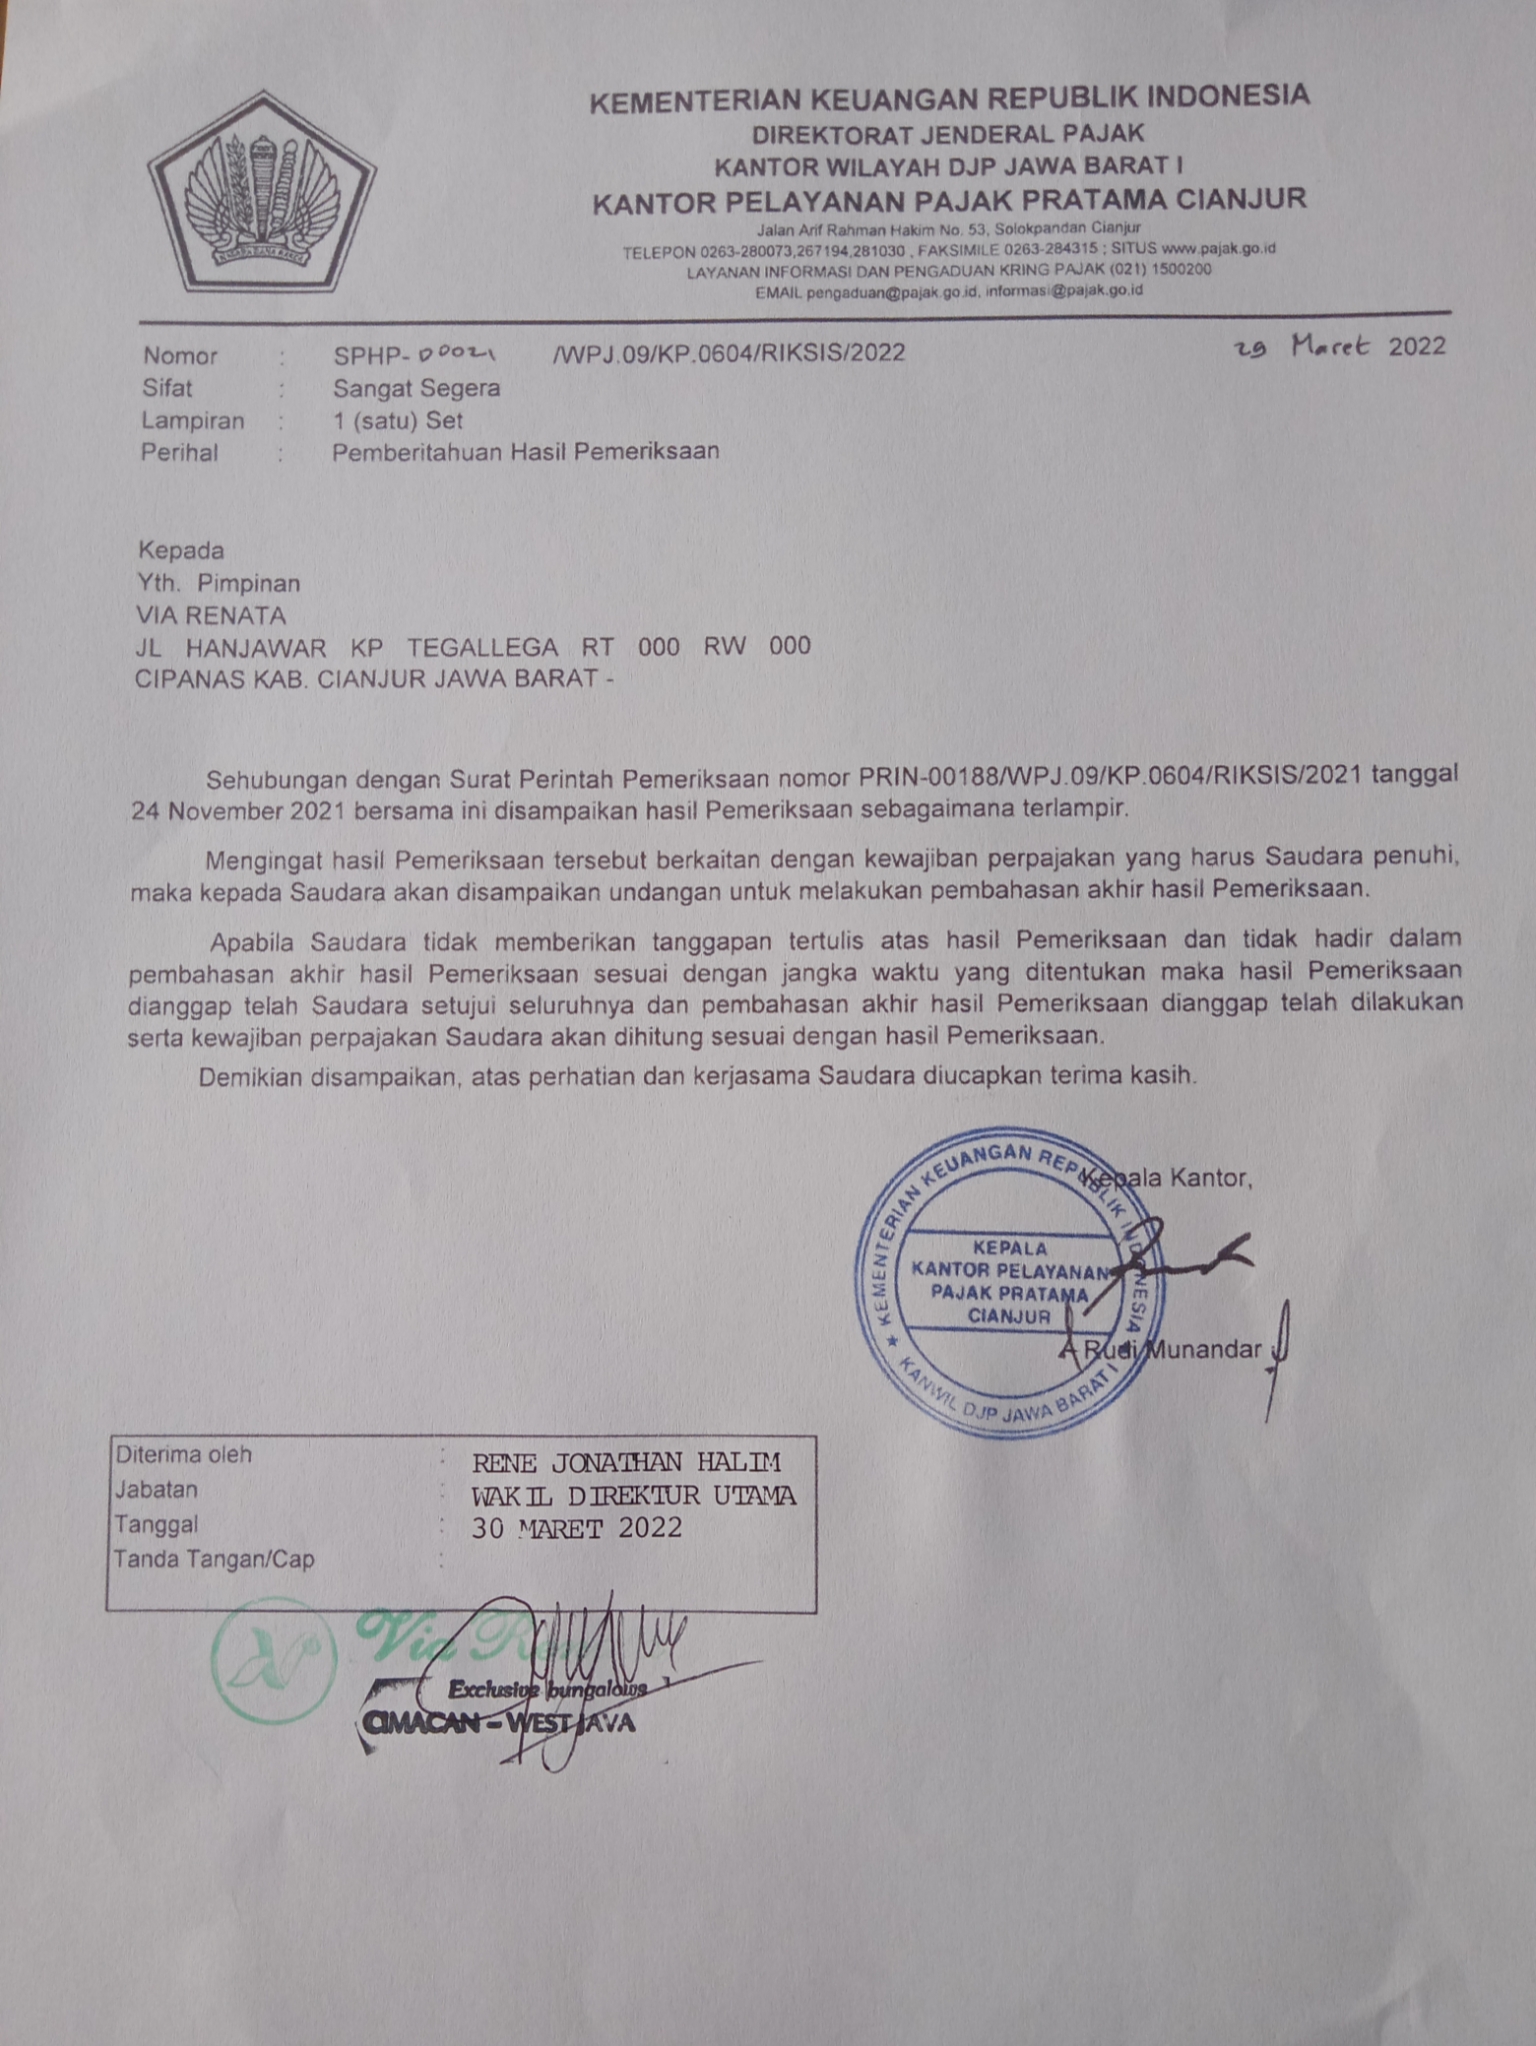 KEMENTERIAN KEUANGAN REPUBLIK INDONESIA
DIREKTORAT JENDERAL PAJAK
KANTOR WILAYAH DJP JAWA BARAT I
KANTOR PELAYANAN PAJAK PRATAMA CIANJUR
Jalan Arif Rahman Hakim No. 53, Solokpandan Cianjur
TELEPON 0263-280073,267194,281030 , FAKSIMILE 0263-284315 ; SITUS www.pajak.go.id
LAYANAN INFORMASI DAN PENGADUAN KRING PAJAK (021) 1500200
EMAIL pengaduan@pajak.go.id, informasi@pajak.go.id
Nomor : SPHP-00021 /WPJ.09/KP.0604/RIKSIS/2022 29 Maret 2022
Sifat : Sangat Segera
Lampiran : 1 (satu) Set
Perihal : Pemberitahuan Hasil Pemeriksaan
Kepada
Yth. Pimpinan
VIA RENATA
JL HANJAWAR KP TEGALLEGA RT 000 RW 000
CIPANAS KAB. CIANJUR JAWA BARAT -
Sehubungan dengan Surat Perintah Pemeriksaan nomor PRIN-00188/WPJ.09/KP.0604/RIKSIS/2021 tanggal
24 November 2021 bersama ini disampaikan hasil Pemeriksaan sebagaimana terlampir.
Mengingat hasil Pemeriksaan tersebut berkaitan dengan kewajiban perpajakan yang harus Saudara penuhi,
maka kepada Saudara akan disampaikan undangan untuk melakukan pembahasan akhir hasil Pemeriksaan.
Apabila Saudara tidak memberikan tanggapan tertulis atas hasil Pemeriksaan dan tidak hadir dalam
pembahasan akhir hasil Pemeriksaan sesuai dengan jangka waktu yang ditentukan maka hasil Pemeriksaan
dianggap telah Saudara setujui seluruhnya dan pembahasan akhir hasil Pemeriksaan dianggap telah dilakukan
serta kewajiban perpajakan Saudara akan dihitung sesuai dengan hasil Pemeriksaan.
Demikian disampaikan, atas perhatian dan kerjasama Saudara diucapkan terima kasih.
Kepala Kantor,
KEMENTERIAN KEUANGAN REPUBLIK INDONESIA
KEPALA
KANTOR PELAYANAN
PAJAK PRATAMA
CIANJUR
KANWIL DJP JAWA BARAT I
Rudi Munandar
Diterima oleh : RENE JONATHAN HALIM
Jabatan : WAKIL DIREKTUR UTAMA
Tanggal : 30 MARET 2022
Tanda Tangan/Cap :
Via
Exclusive bungalows
CIMACAN - WEST JAVA